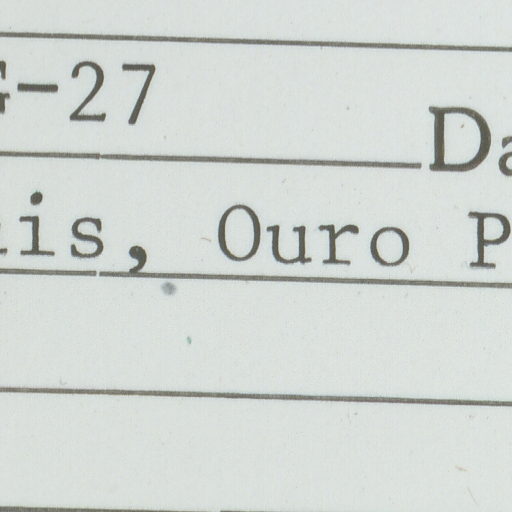 G-27 Da
is, Ouro P